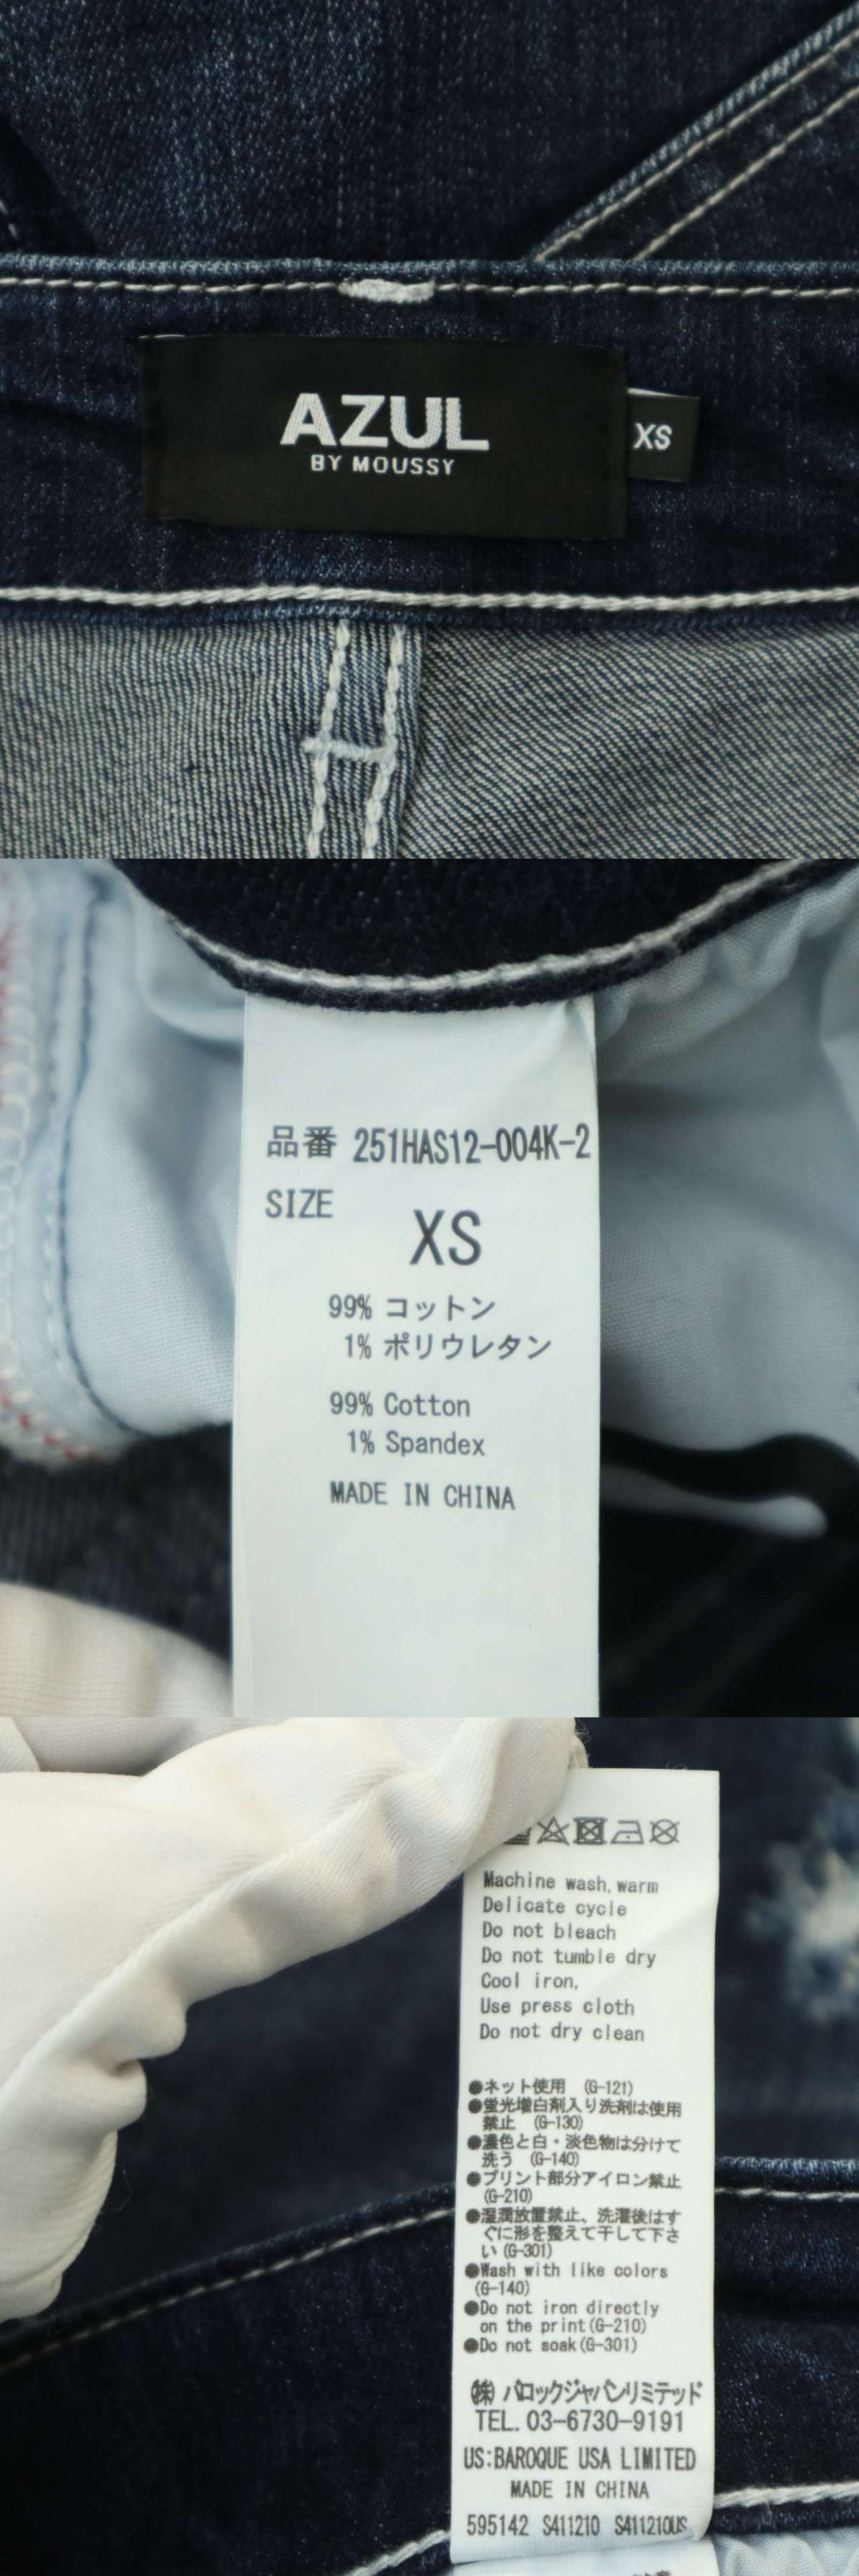 AZUL
BY MOUSSY
XS
品番 251HAS12-004K-2
SIZE
XS
99% コットン
1% ポリウレタン
99% Cotton
1% Spandex
MADE IN CHINA
Machine wash,warm
Delicate cycle
Do not bleach
Do not tumble dry
Cool iron,
Use press cloth
Do not dry clean
●ネット使用 (G-121)
●蛍光増白剤入り洗剤は使用
禁止 (G-130)
●濃色と白・淡色物は分けて
洗う (G-140)
●プリント部分アイロン禁止
(G-210)
●湿潤放置禁止、洗濯後はす
ぐに形を整えて干して下さ
い(G-301)
●Wash with like colors
(G-140)
●Do not iron directly
on the print(G-210)
●Do not soak(G-301)
㈱ バロックジャパンリミテッド
TEL.03-6730-9191
US:BAROQUE USA LIMITED
MADE IN CHINA
595142 S411210 S411210US